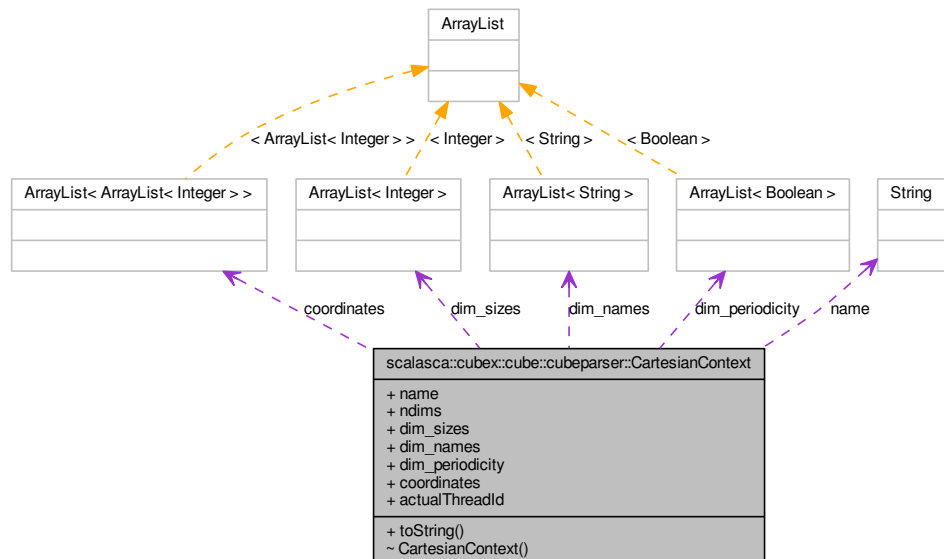 ArrayList
< ArrayList< Integer > >
< Integer >
< String >
< Boolean >
ArrayList< ArrayList< Integer > >
ArrayList< Integer >
ArrayList< String >
ArrayList< Boolean >
String
coordinates
dim_sizes
dim_names
dim_periodicity
name
scalasca::cubex::cube::cubeparser::CartesianContext
+ name
+ ndims
+ dim_sizes
+ dim_names
+ dim_periodicity
+ coordinates
+ actualThreadId
+ toString()
~ CartesianContext()